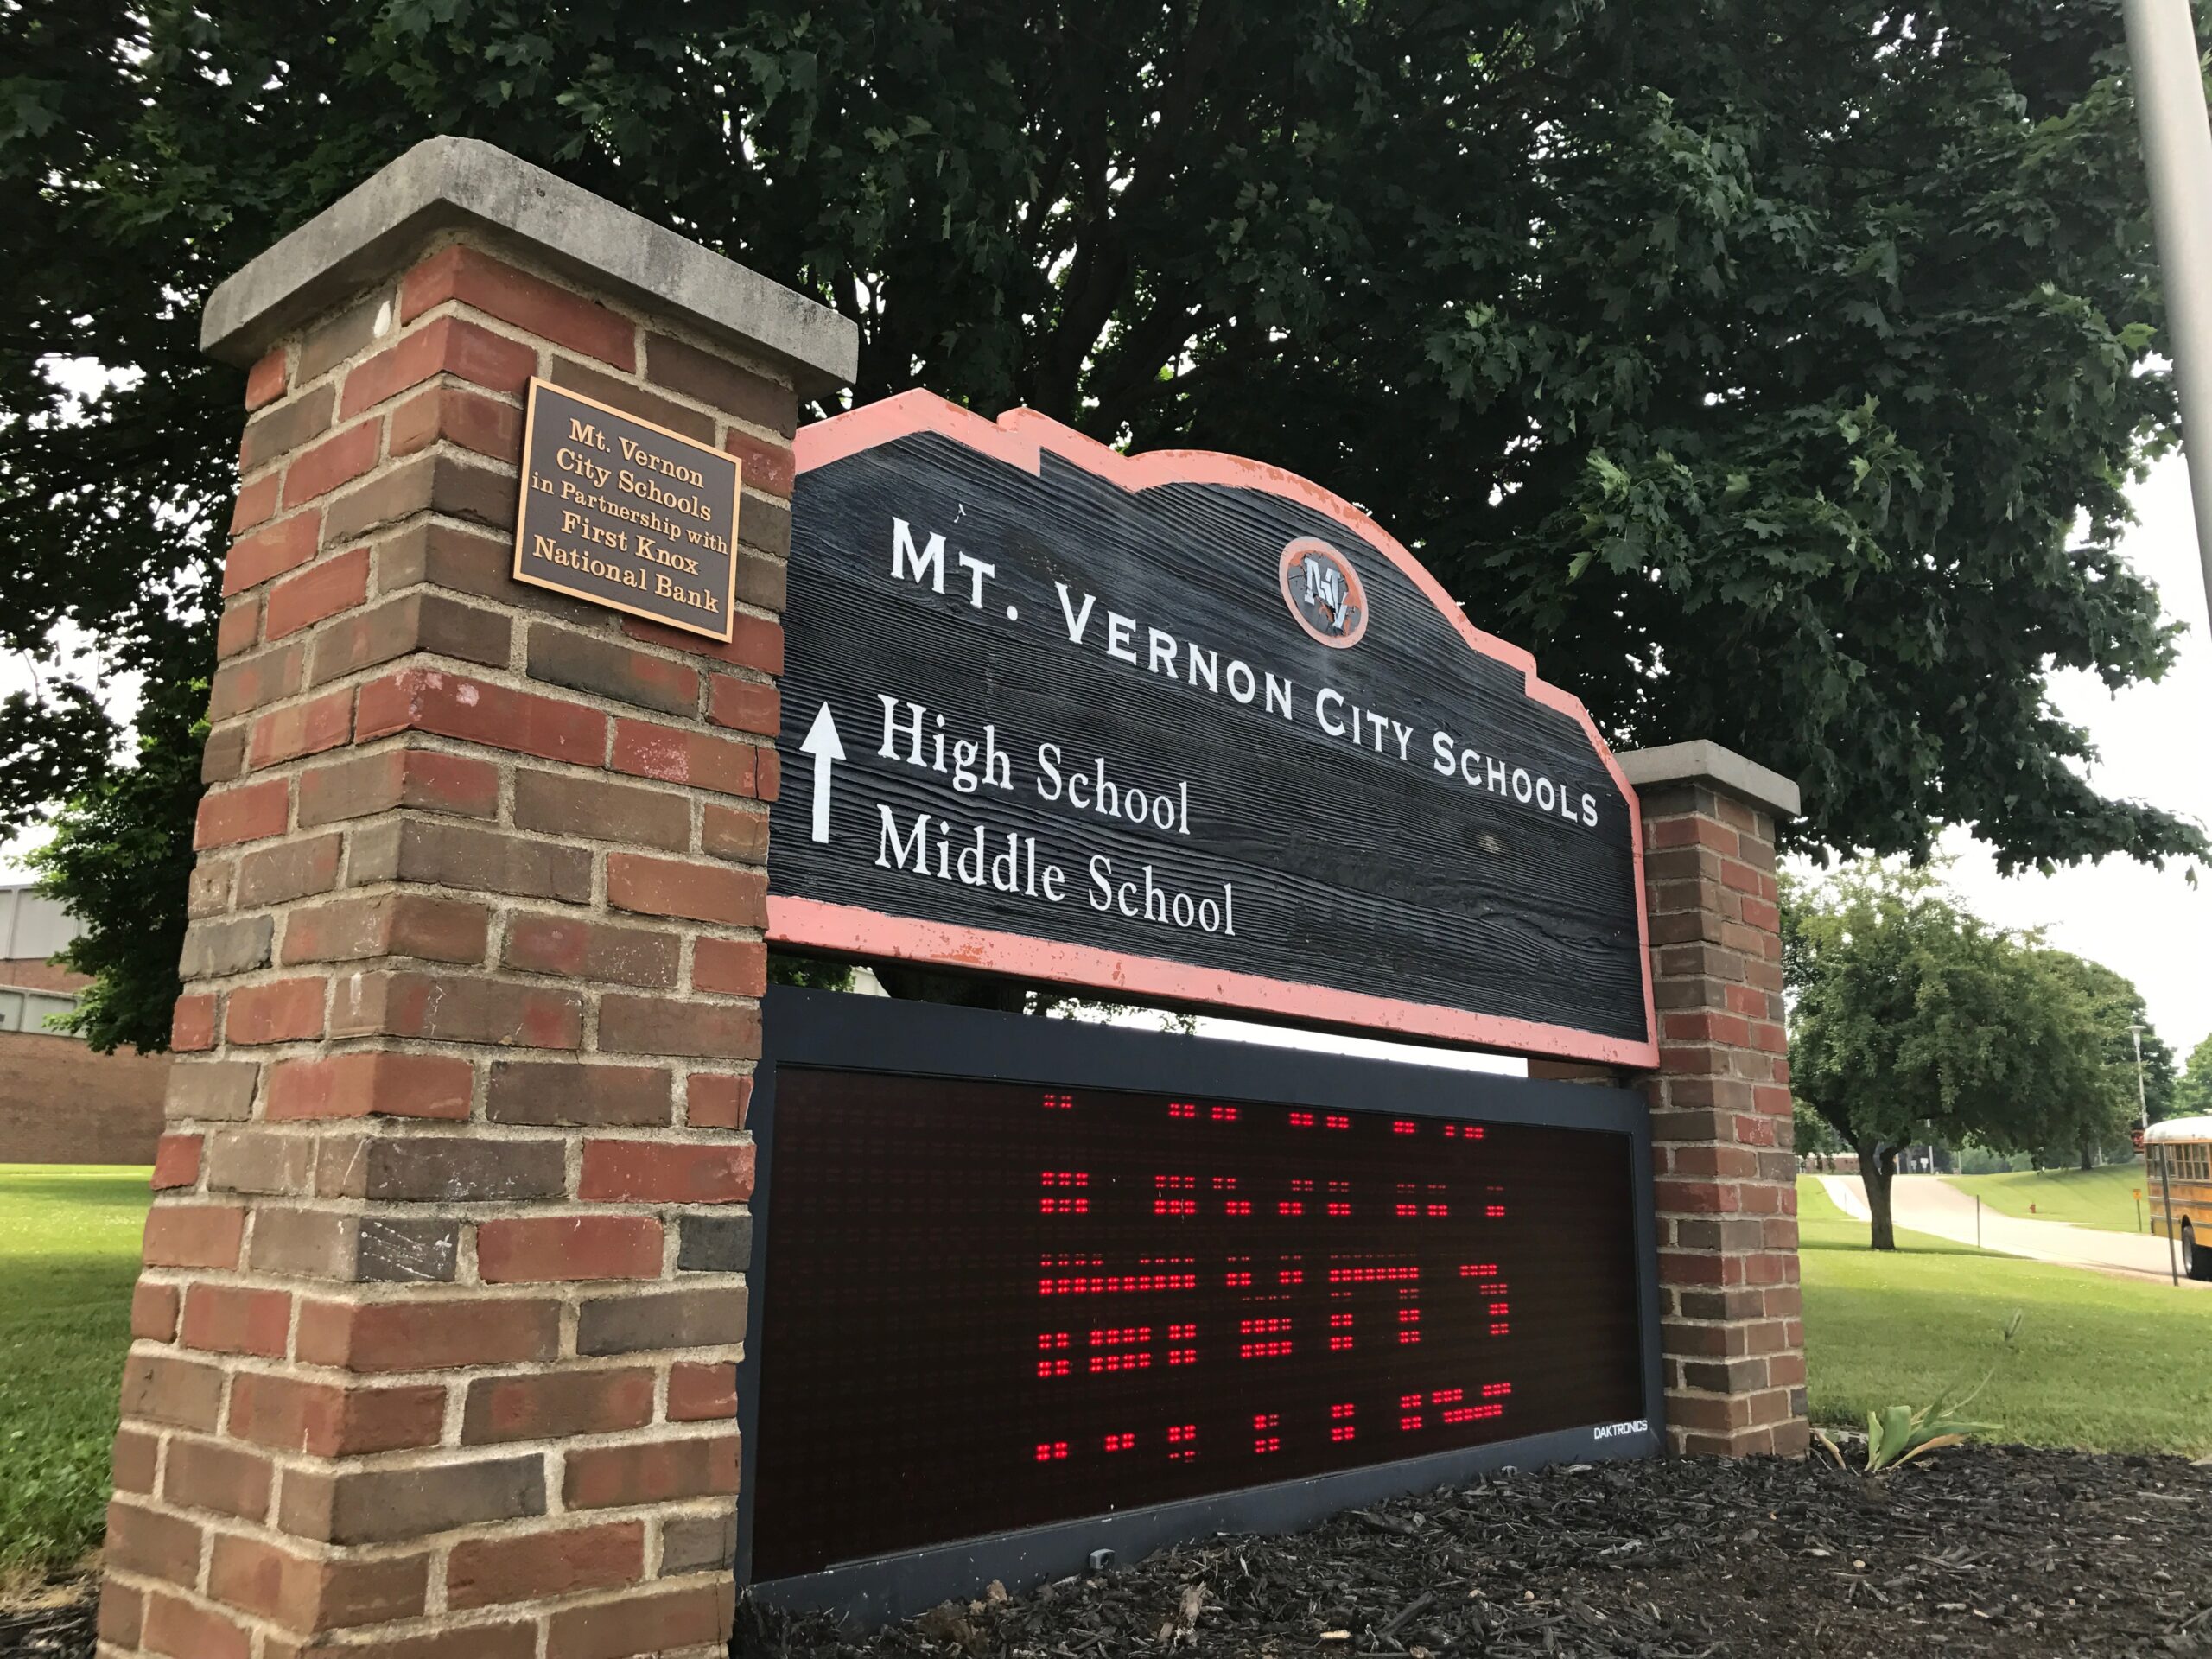 Mt. Vernon
City Schools
in Partnership with
First Knox
National Bank
MV
MT. VERNON CITY SCHOOLS
High School
Middle School
DAKTRONICS